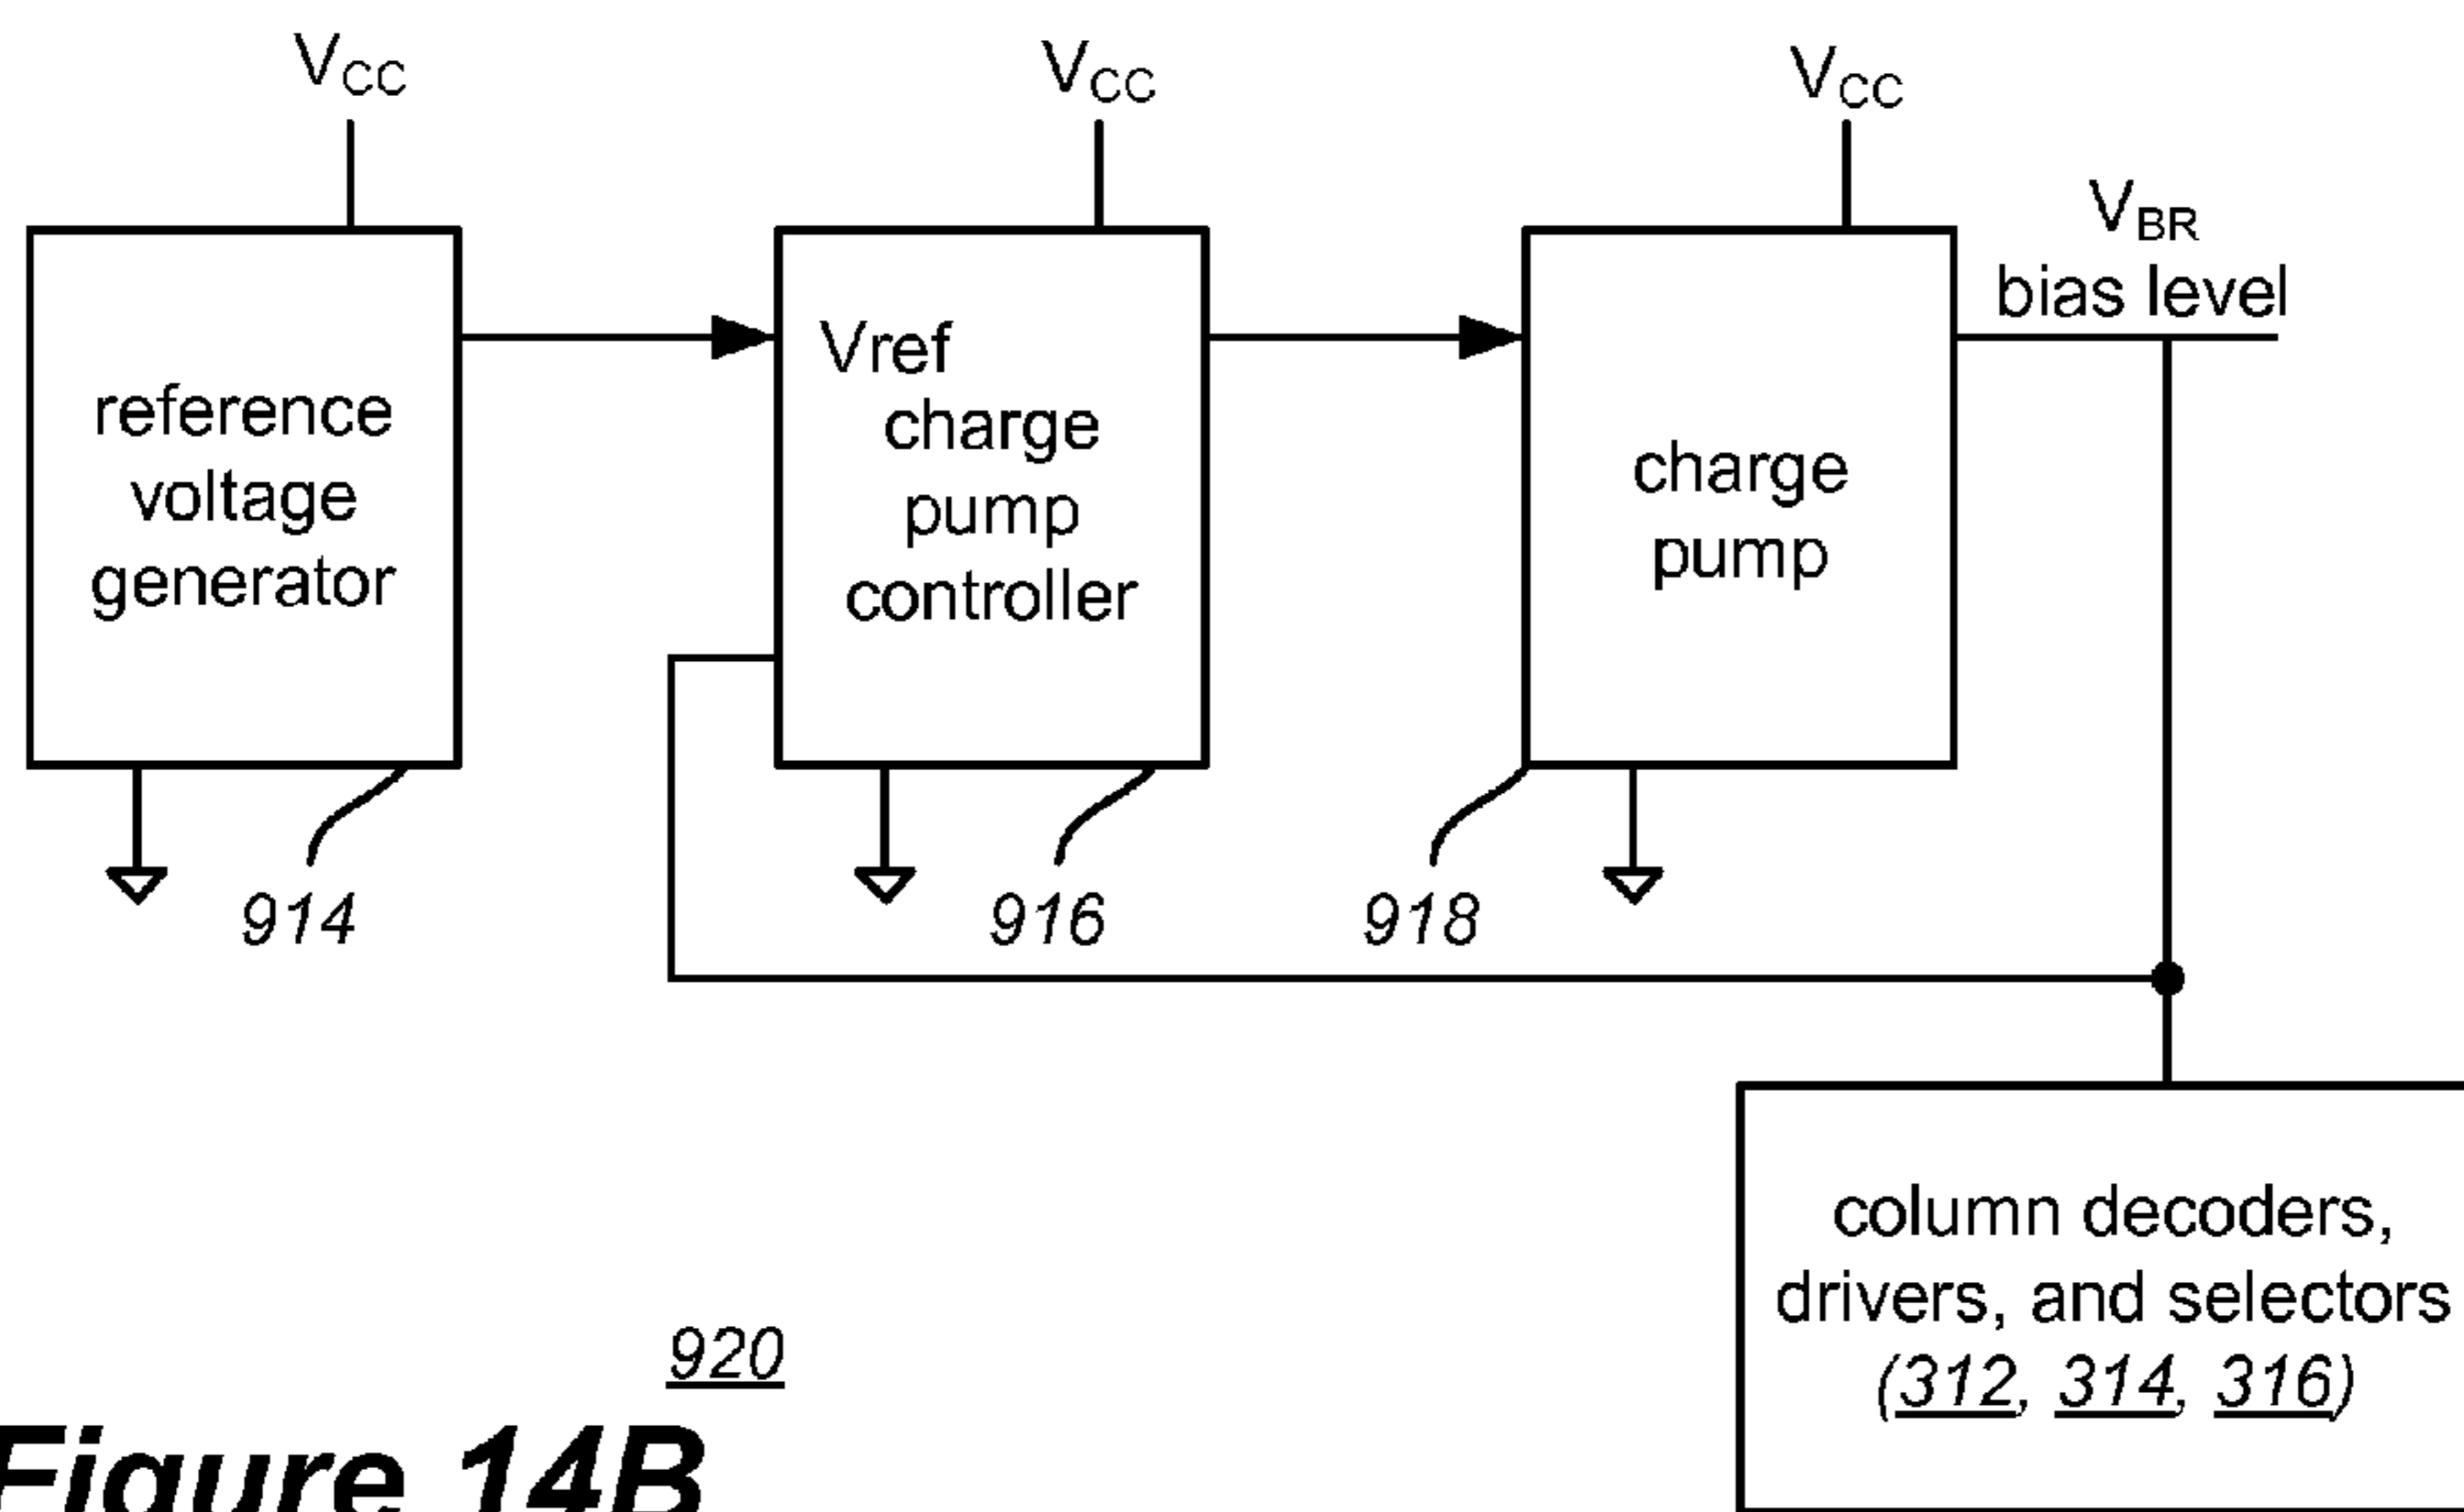 VCC
VCC
VCC
VBR
bias level
reference
voltage
generator
Vref
charge
pump
controller
charge
pump
914
916
918
column decoders,
drivers, and selectors
(312, 314, 316)
920
Figure 14B